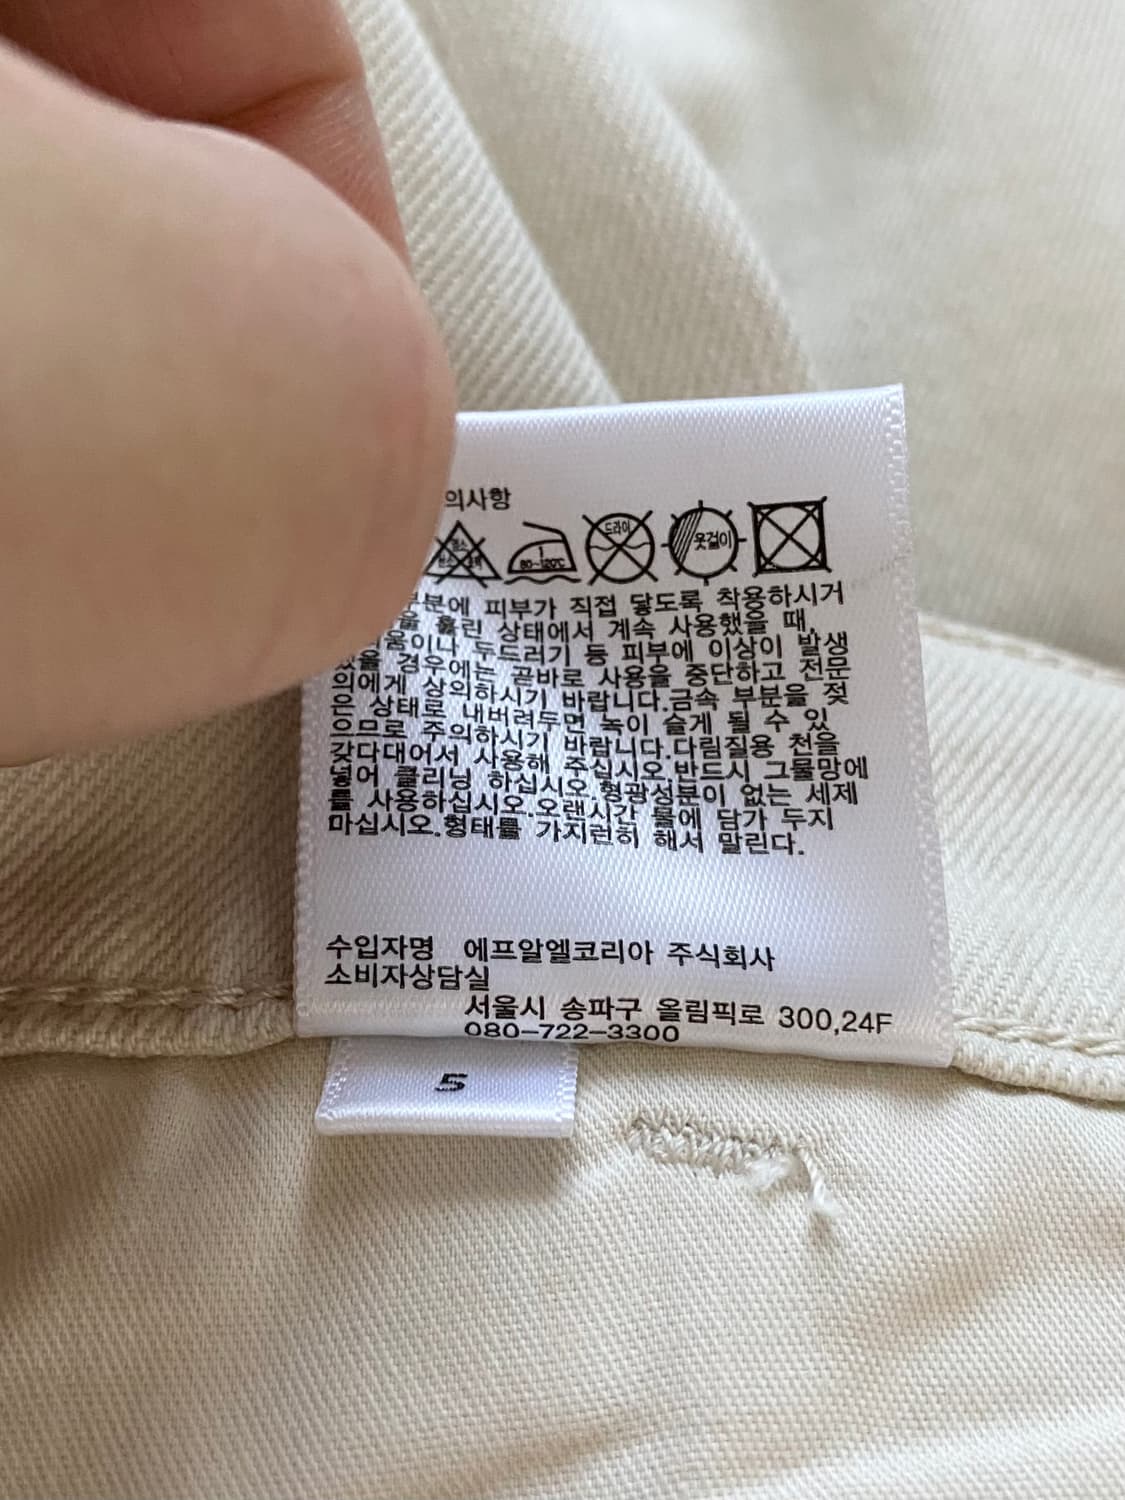 의사항
80~120℃
드라이
옷걸이
부분에 피부가 직접 닿도록 착용하시거
을 흘린 상태에서 계속 사용했을 때,
움이나 두드러기 등 피부에 이상이 발생
했을 경우에는 곧바로 사용을 중단하고 전문
의에게 상의하시기 바랍니다.금속 부분을 젖
은 상태로 내버려두면 녹이 슬게 될 수 있
으므로 주의하시기 바랍니다.다림질용 천을
갖다대어서 사용해 주십시오.반드시 그물망에
넣어 클리닝 하십시오.형광성분이 없는 세제
를 사용하십시오.오랜시간 물에 담가 두지
마십시오.형태를 가지런히 해서 말린다.
수입자명 에프알엘코리아 주식회사
소비자상담실
서울시 송파구 올림픽로 300,24F
080-722-3300
5